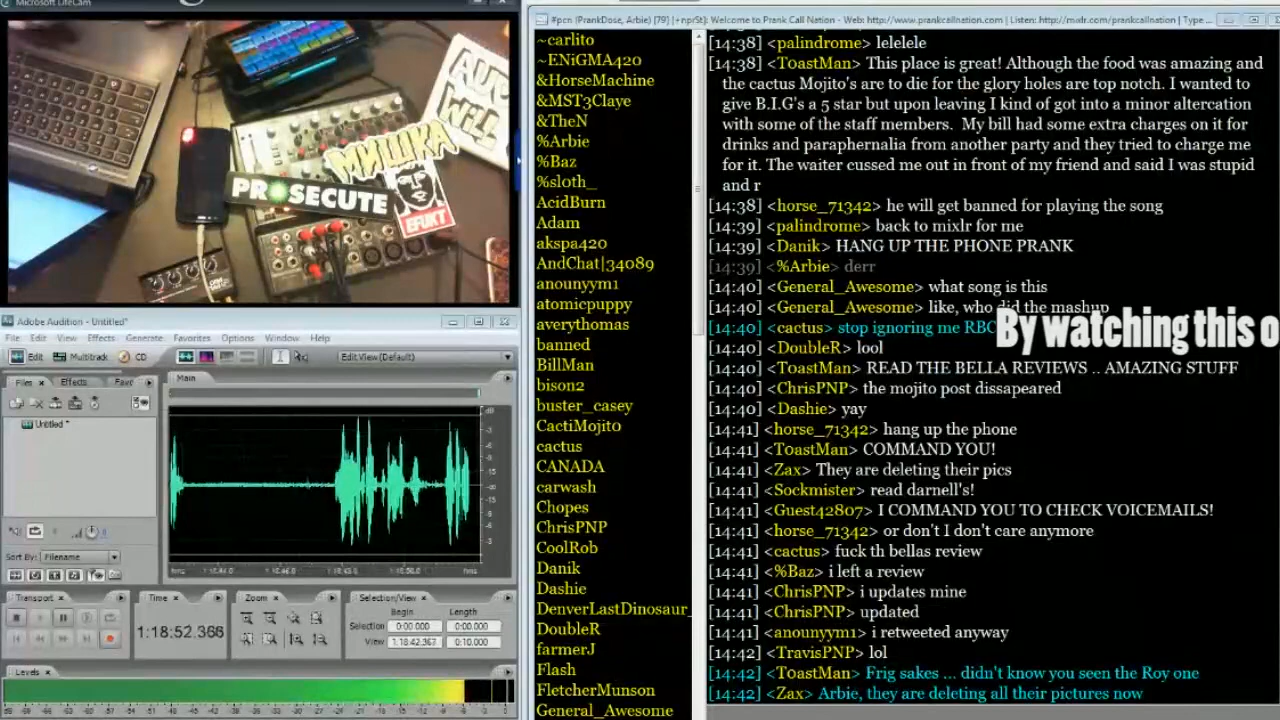 Microsoft LifeCam
МИШКА
PROSECUTE
EFUKT
Adobe Audition - Untitled*
File Edit View Effects Generate Favorites Options Window Help
Edit Multitrack CD Edit View (Default)
Files Effects Favo Main
Untitled *
Sort By: Filename
Transport Time Zoom Selection/View
1:18:52.366
Begin Length
Selection 0:00.000 0:00.000
View 1:18:42.367 0:10.000
Levels
#pcn (PrankDose, Arbie) [79] [+nprSt]: Welcome to Prank Call Nation - Web: http://www.prankcallnation.com | Listen: http://mixlr.com/prankcallnation | Type ...
~carlito
~ENiGMA420
&HorseMachine
&MST3Claye
&TheN
%Arbie
%Baz
%sl0th_
AcidBurn
Adam
akspa420
AndChat|34089
anounyym1
atomicpuppy
averythomas
banned
BillMan
bison2
buster_casey
CactiMojito
cactus
CANADA
carwash
Chopes
ChrisPNP
CoolRob
Danik
Dashie
DenverLastDinosaur_
DoubleR
farmerJ
Flash
FletcherMunson
General_Awesome
[14:38] <palindrome> lelelele
[14:38] <ToastMan> This place is great! Although the food was amazing and
the cactus Mojito's are to die for the glory holes are top notch. I wanted to
give B.I.G's a 5 star but upon leaving I kind of got into a minor altercation
with some of the staff members. My bill had some extra charges on it for
drinks and paraphernalia from another party and they tried to charge me
for it. The waiter cussed me out in front of my friend and said I was stupid
and r
[14:38] <horse_71342> he will get banned for playing the song
[14:39] <palindrome> back to mixlr for me
[14:39] <Danik> HANG UP THE PHONE PRANK
[14:39] <%Arbie> derr
[14:40] <General_Awesome> what song is this
[14:40] <General_Awesome> like, who did the mashup
[14:40] <cactus> stop ignoring me RBC
By watching this o
[14:40] <DoubleR> lool
[14:40] <ToastMan> READ THE BELLA REVIEWS .. AMAZING STUFF
[14:40] <ChrisPNP> the mojito post dissapeared
[14:40] <Dashie> yay
[14:41] <horse_71342> hang up the phone
[14:41] <ToastMan> COMMAND YOU!
[14:41] <Zax> They are deleting their pics
[14:41] <Sockmister> read darnell's!
[14:41] <Guest42807> I COMMAND YOU TO CHECK VOICEMAILS!
[14:41] <horse_71342> or don't I don't care anymore
[14:41] <cactus> fuck th bellas review
[14:41] <%Baz> i left a review
[14:41] <ChrisPNP> i updates mine
[14:41] <ChrisPNP> updated
[14:41] <anounyym1> i retweeted anyway
[14:42] <TravisPNP> lol
[14:42] <ToastMan> Frig sakes ... didn't know you seen the Roy one
[14:42] <Zax> Arbie, they are deleting all their pictures now